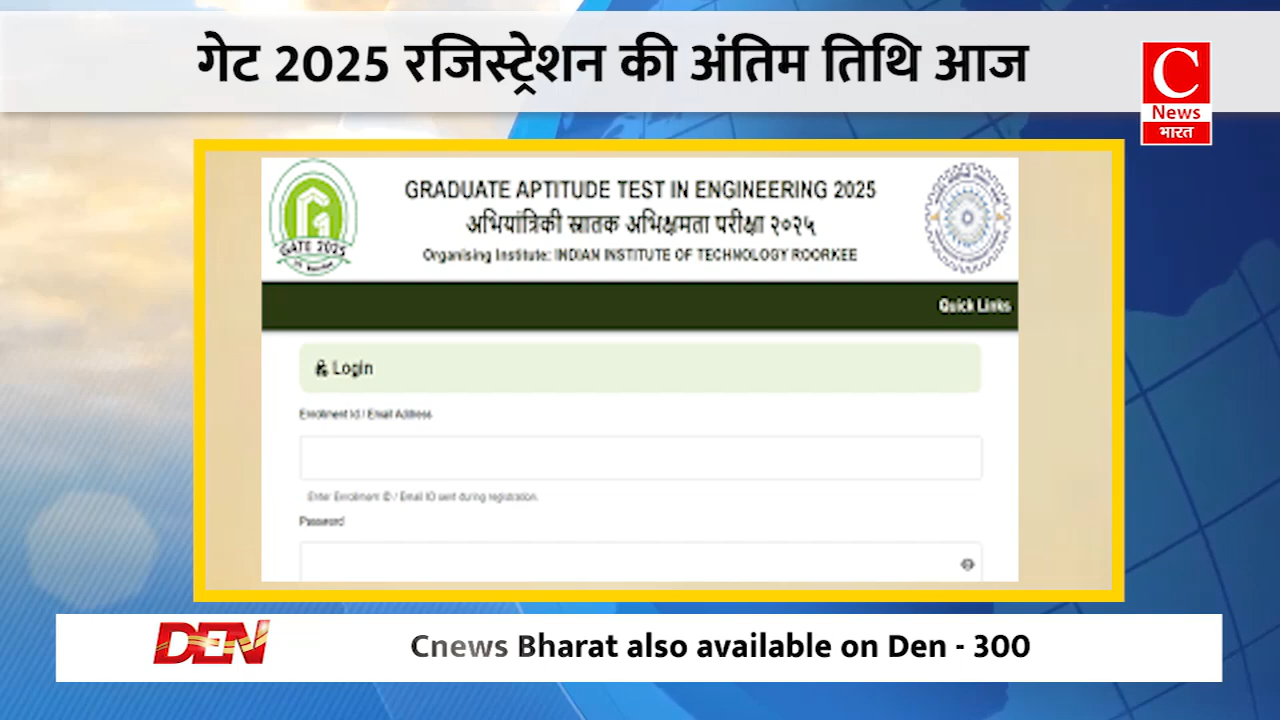 गेट 2025 रजिस्ट्रेशन की अंतिम तिथि आज
C
News
भारत
GRADUATE APTITUDE TEST IN ENGINEERING 2025
अभियांत्रिकी स्नातक अभिक्षमता परीक्षा २०२५
Organising Institute: INDIAN INSTITUTE OF TECHNOLOGY ROORKEE
GATE 2025
Quick Links
Login
Enrollment Id / Email Address
Enter Enrollment ID / Email ID sent during registration.
Password
DEN
Cnews Bharat also available on Den - 300